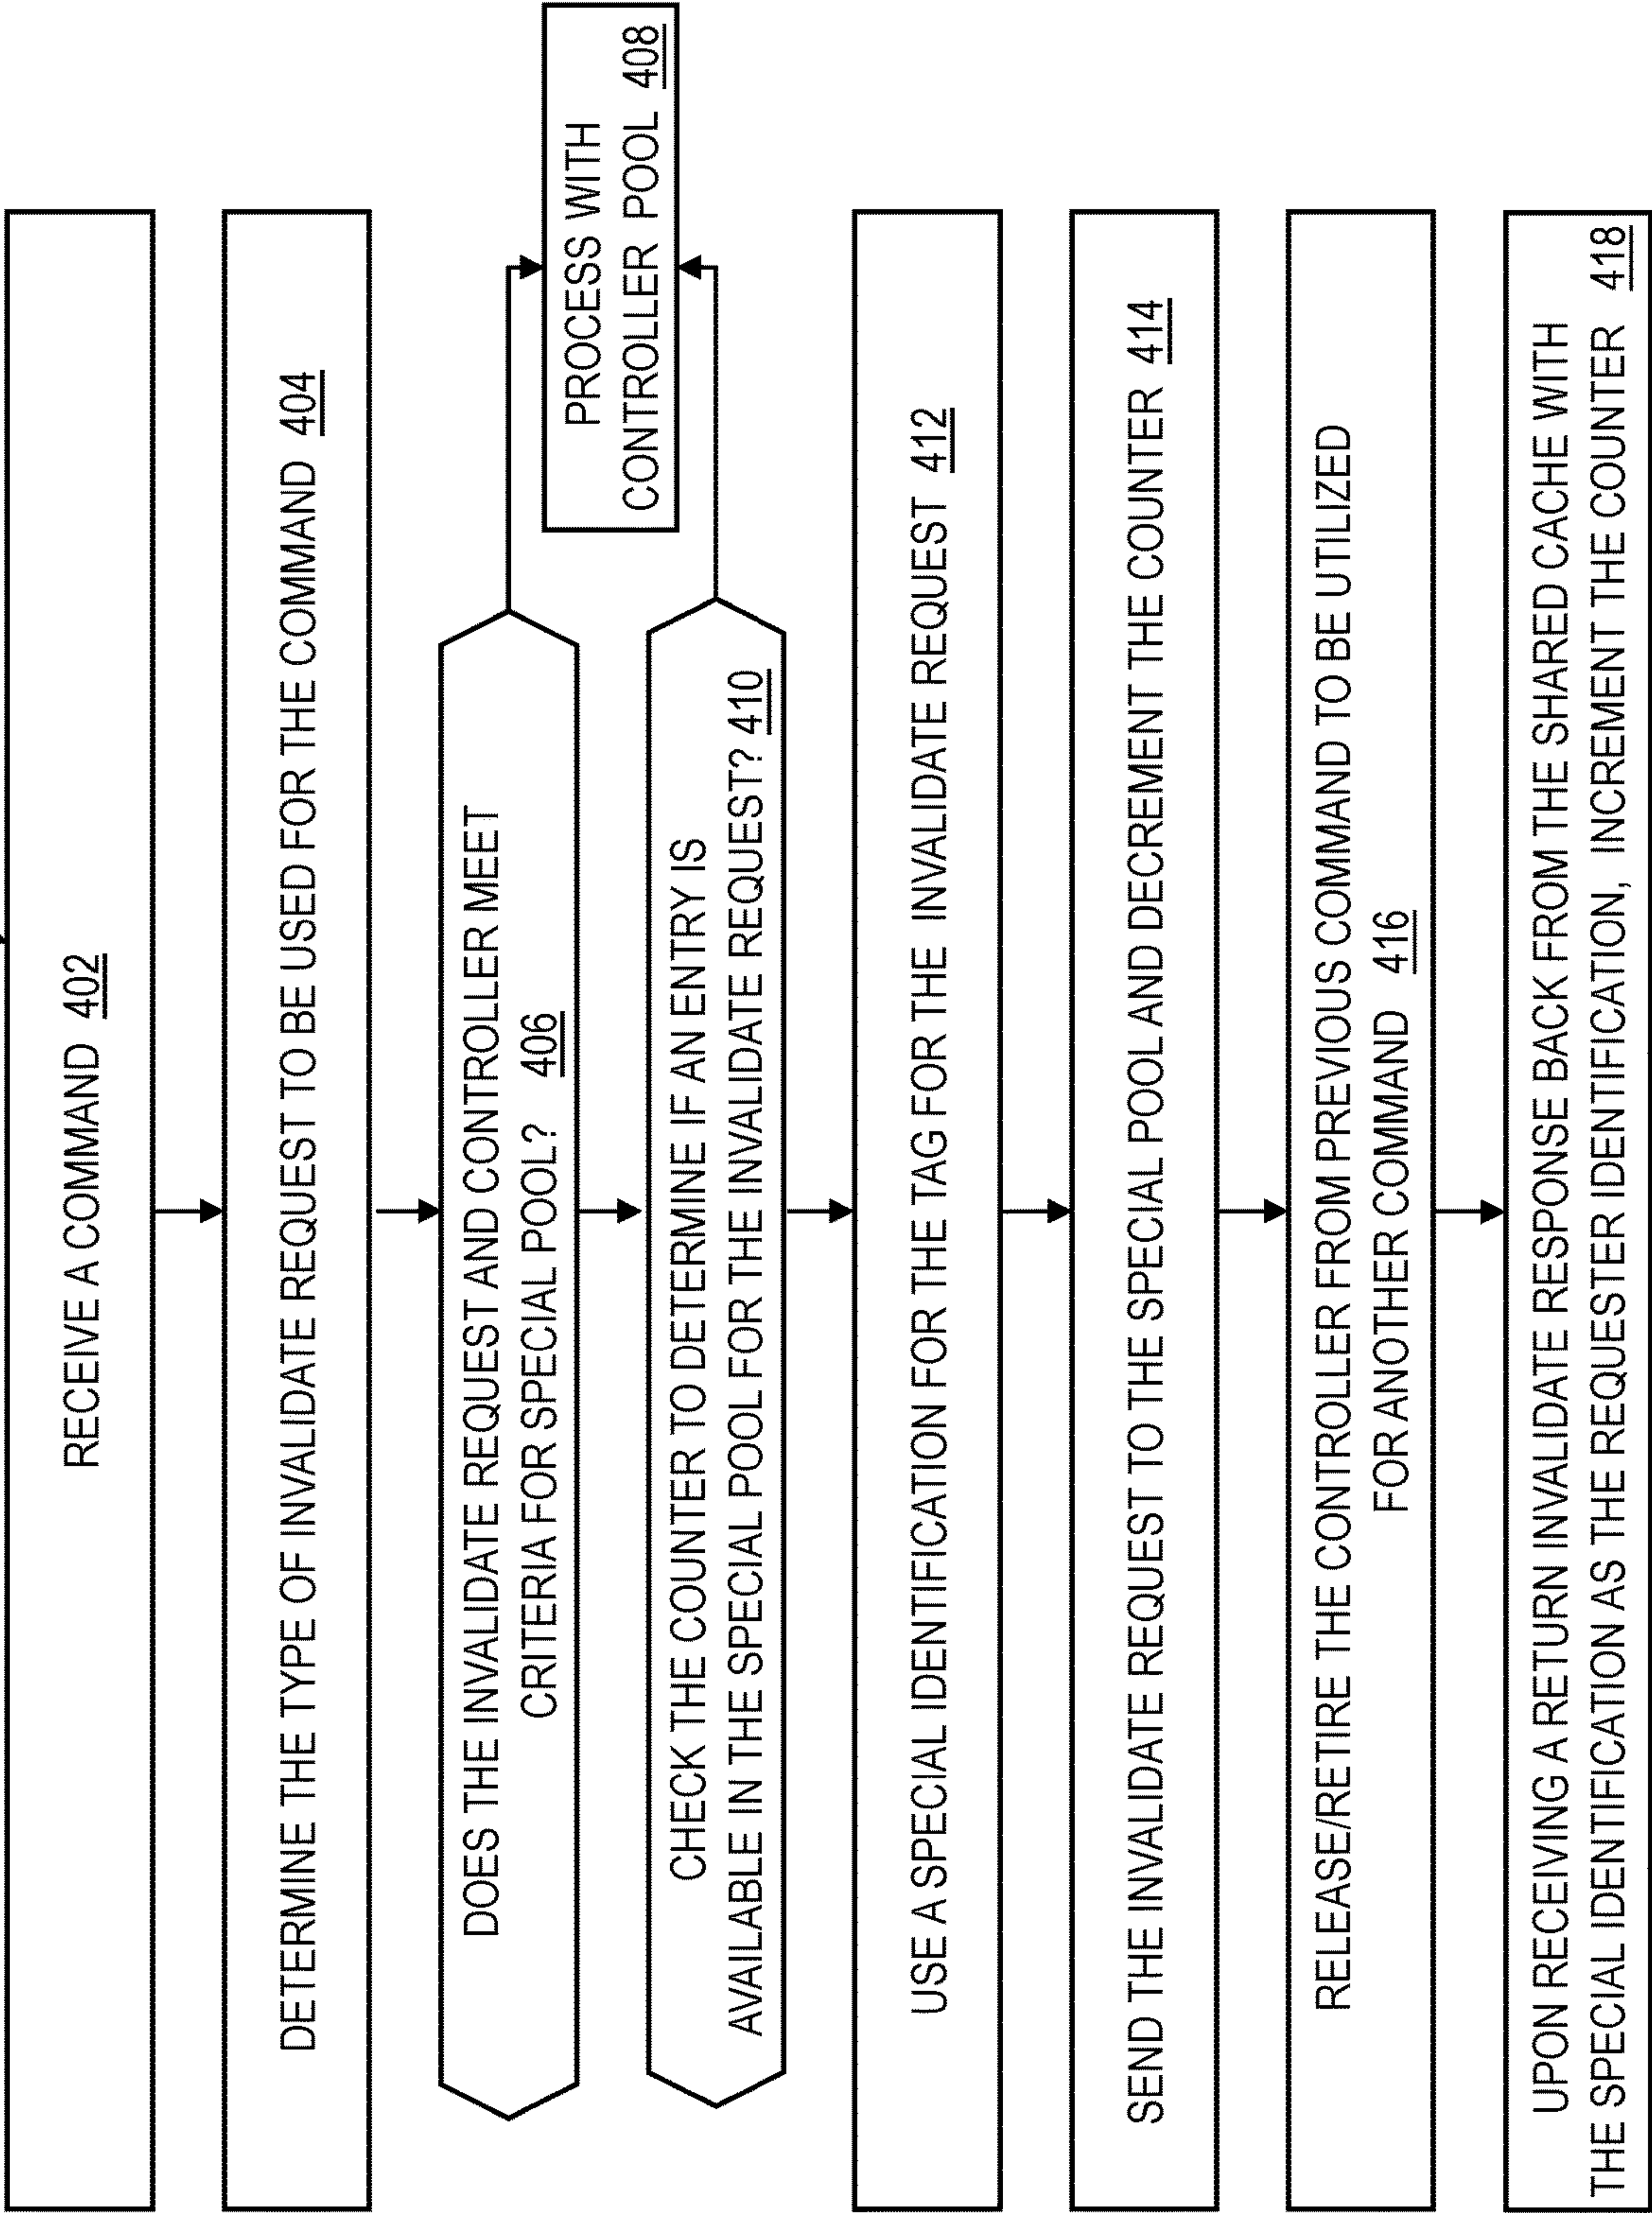 RECEIVE A COMMAND 402
DETERMINE THE TYPE OF INVALIDATE REQUEST TO BE USED FOR THE COMMAND 404
DOES THE INVALIDATE REQUEST AND CONTROLLER MEET
CRITERIA FOR SPECIAL POOL? 406
PROCESS WITH
CONTROLLER POOL 408
CHECK THE COUNTER TO DETERMINE IF AN ENTRY IS
AVAILABLE IN THE SPECIAL POOL FOR THE INVALIDATE REQUEST? 410
USE A SPECIAL IDENTIFICATION FOR THE TAG FOR THE INVALIDATE REQUEST 412
SEND THE INVALIDATE REQUEST TO THE SPECIAL POOL AND DECREMENT THE COUNTER 414
RELEASE/RETIRE THE CONTROLLER FROM PREVIOUS COMMAND TO BE UTILIZED
FOR ANOTHER COMMAND 416
UPON RECEIVING A RETURN INVALIDATE RESPONSE BACK FROM THE SHARED CACHE WITH
THE SPECIAL IDENTIFICATION AS THE REQUESTER IDENTIFICATION, INCREMENT THE COUNTER 418